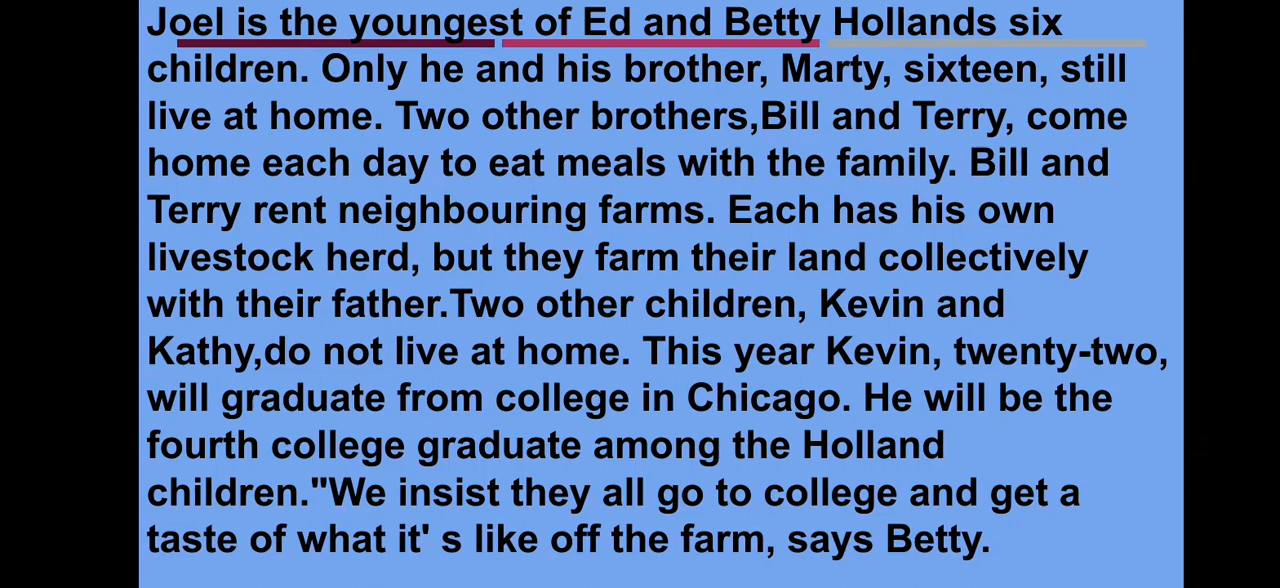 Joel is the youngest of Ed and Betty Hollands six
children. Only he and his brother, Marty, sixteen, still
live at home. Two other brothers,Bill and Terry, come
home each day to eat meals with the family. Bill and
Terry rent neighbouring farms. Each has his own
livestock herd, but they farm their land collectively
with their father.Two other children, Kevin and
Kathy,do not live at home. This year Kevin, twenty-two,
will graduate from college in Chicago. He will be the
fourth college graduate among the Holland
children."We insist they all go to college and get a
taste of what it' s like off the farm, says Betty.